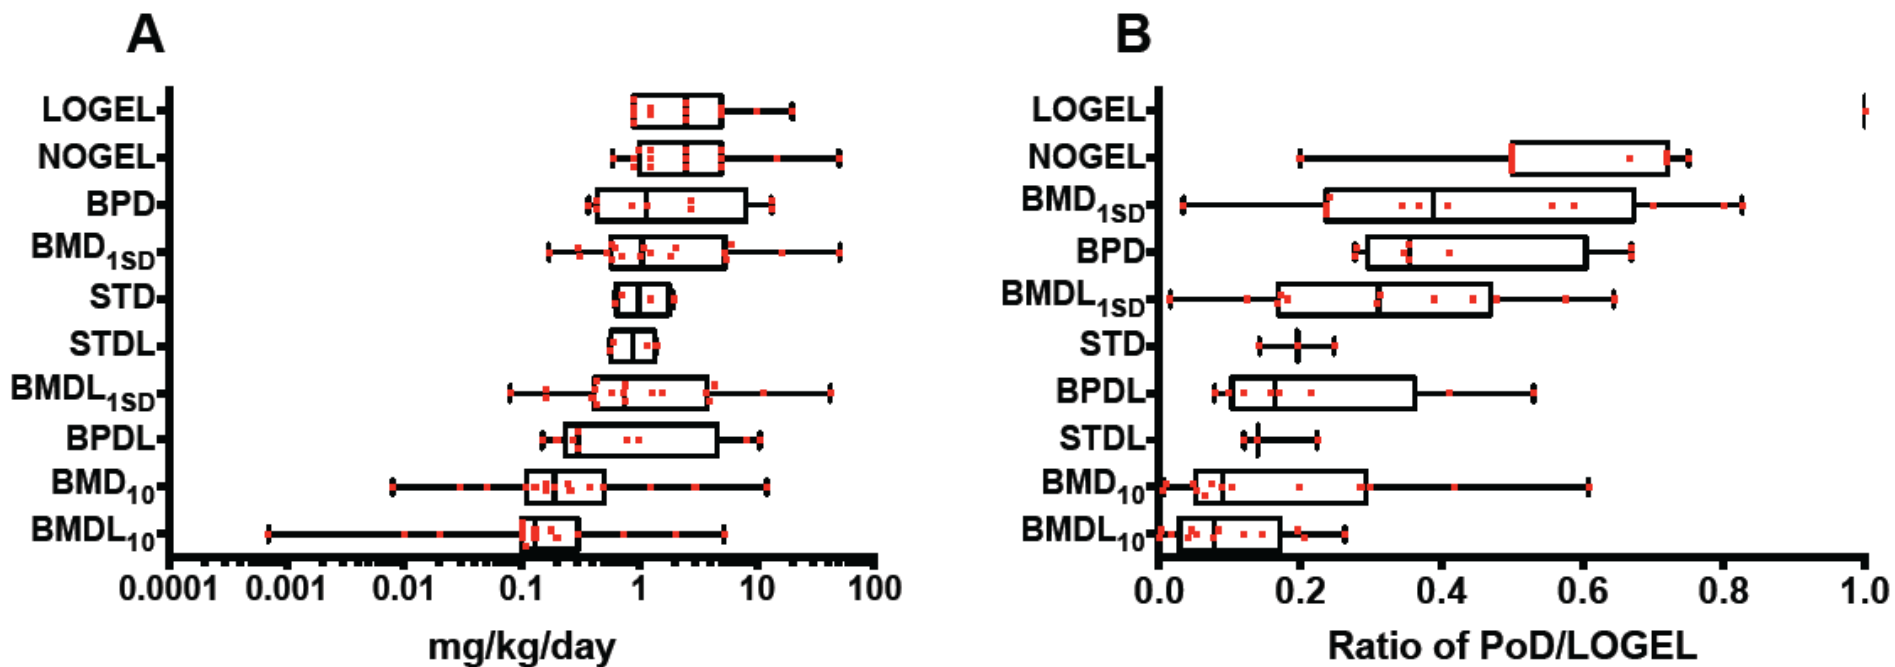 A
LOGEL
NOGEL
BPD
BMD1SD
STD
STDL
BMDL1SD
BPDL
BMD10
BMDL10
0.0001 0.001 0.01 0.1 1 10 100
mg/kg/day
B
LOGEL
NOGEL
BMD1SD
BPD
BMDL1SD
STD
BPDL
STDL
BMD10
BMDL10
0.0 0.2 0.4 0.6 0.8 1.0
Ratio of PoD/LOGEL